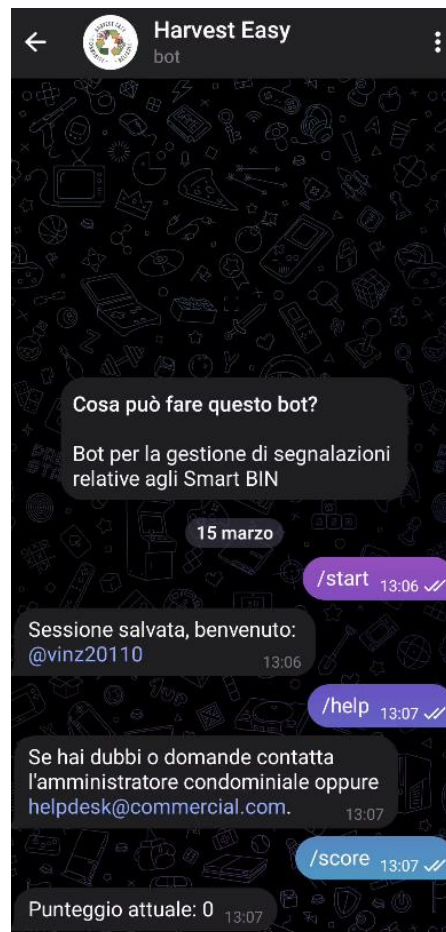 Harvest Easy
bot
Cosa può fare questo bot?
Bot per la gestione di segnalazioni
relative agli Smart BIN
15 marzo
/start 13:06
Sessione salvata, benvenuto:
@vinz20110 13:06
/help 13:07
Se hai dubbi o domande contatta
l'amministratore condominiale oppure
helpdesk@commercial.com. 13:07
/score 13:07
Punteggio attuale: 0 13:07